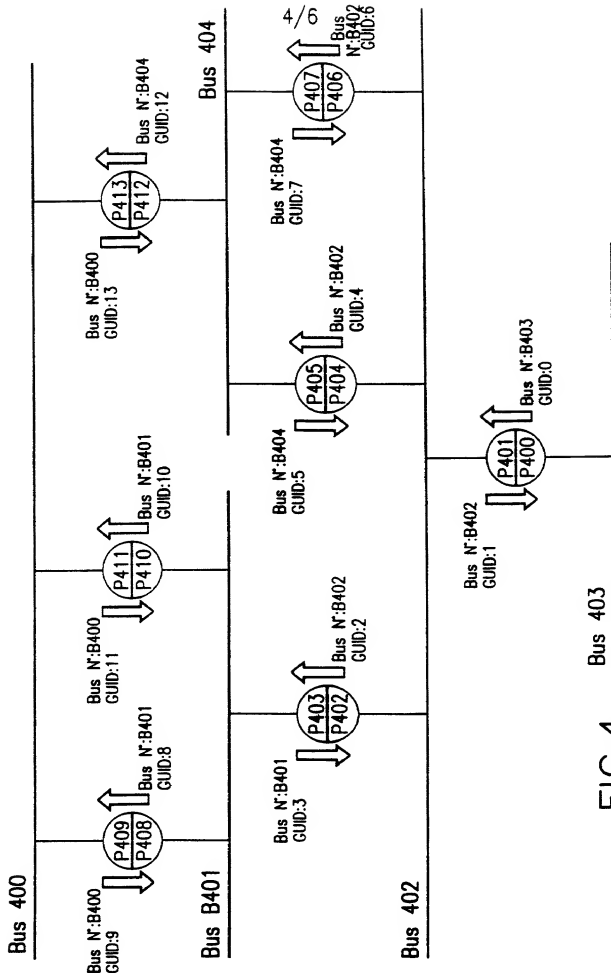 4/6
Bus 400
Bus N°:B400
GUID:9
P409
P408
Bus N°:B401
GUID:8
Bus N°:B400
GUID:11
P411
P410
Bus N°:B401
GUID:10
Bus N°:B400
GUID:13
P413
P412
Bus N°:B404
GUID:12
Bus B401
Bus 404
Bus N°:B401
GUID:3
P403
P402
Bus N°:B402
GUID:2
Bus N°:B404
GUID:5
P405
P404
Bus N°:B402
GUID:4
Bus N°:B404
GUID:7
P407
P406
Bus
N°:B402
GUID:6
Bus 402
Bus N°:B402
GUID:1
P401
P400
Bus N°:B403
GUID:0
Bus 403